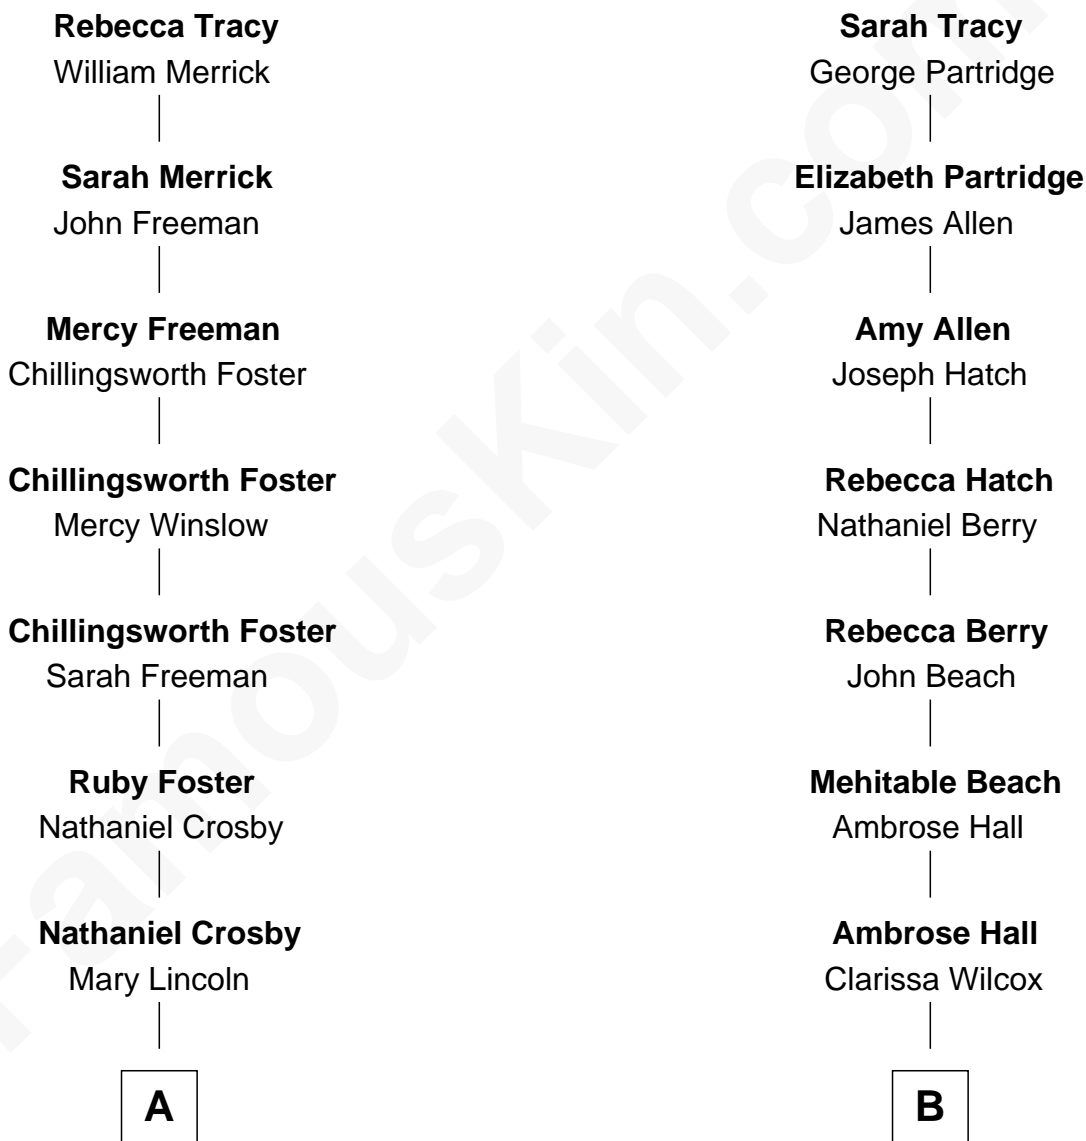 Rebecca Tracy
William Merrick
Sarah Merrick
John Freeman
Mercy Freeman
Chillingsworth Foster
Chillingsworth Foster
Mercy Winslow
Chillingsworth Foster
Sarah Freeman
Ruby Foster
Nathaniel Crosby
Nathaniel Crosby
Mary Lincoln
A
Sarah Tracy
George Partridge
Elizabeth Partridge
James Allen
Amy Allen
Joseph Hatch
Rebecca Hatch
Nathaniel Berry
Rebecca Berry
John Beach
Mehitable Beach
Ambrose Hall
Ambrose Hall
Clarissa Wilcox
B
FamousKin.com